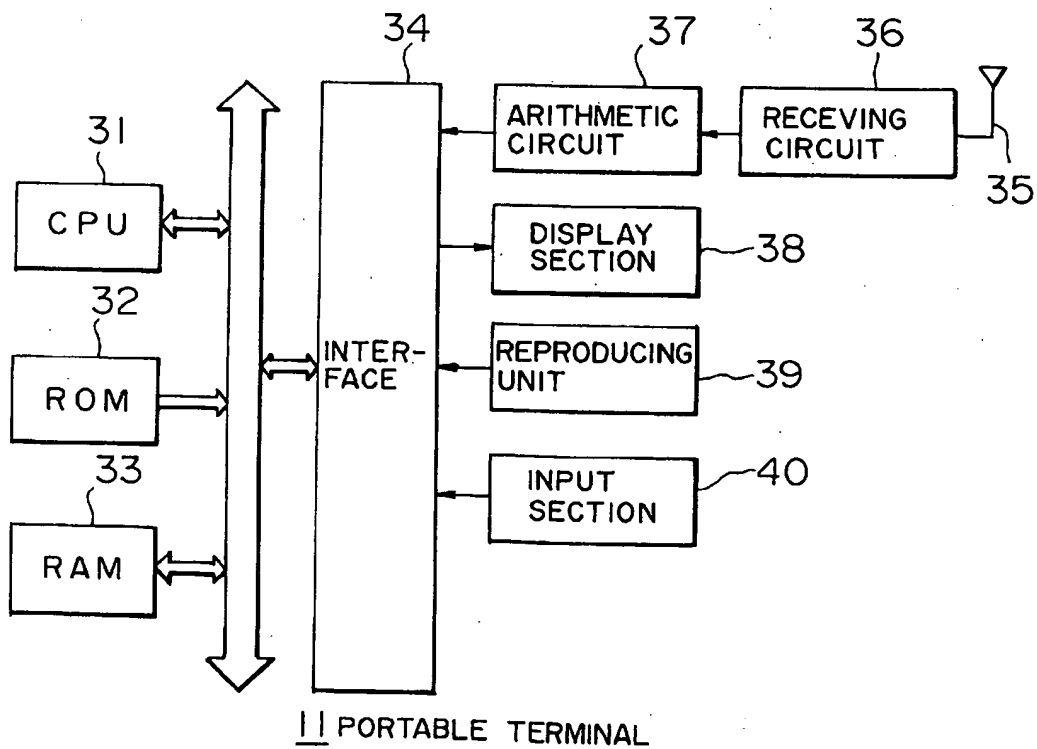 34
37
36
31
ARITHMETIC
CIRCUIT
RECEVING
CIRCUIT
35
CPU
DISPLAY
SECTION
38
32
INTER-
FACE
REPRODUCING
UNIT
39
ROM
33
INPUT
SECTION
40
RAM
11 PORTABLE TERMINAL